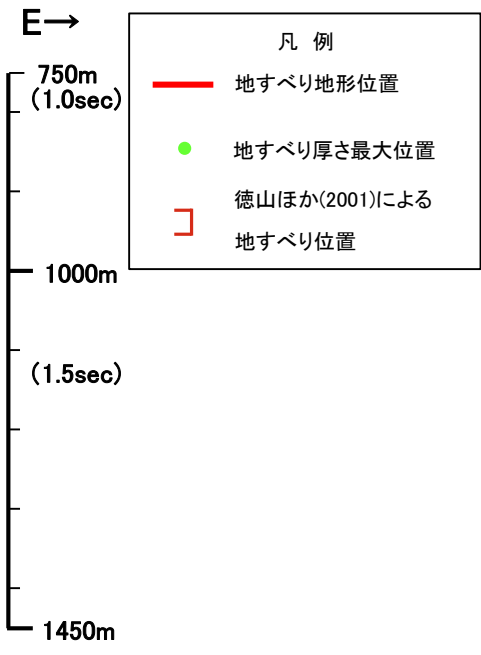 E→
750m
(1.0sec)
1000m
(1.5sec)
1450m
凡 例
地すべり地形位置
地すべり厚さ最大位置
徳山ほか(2001)による
地すべり位置